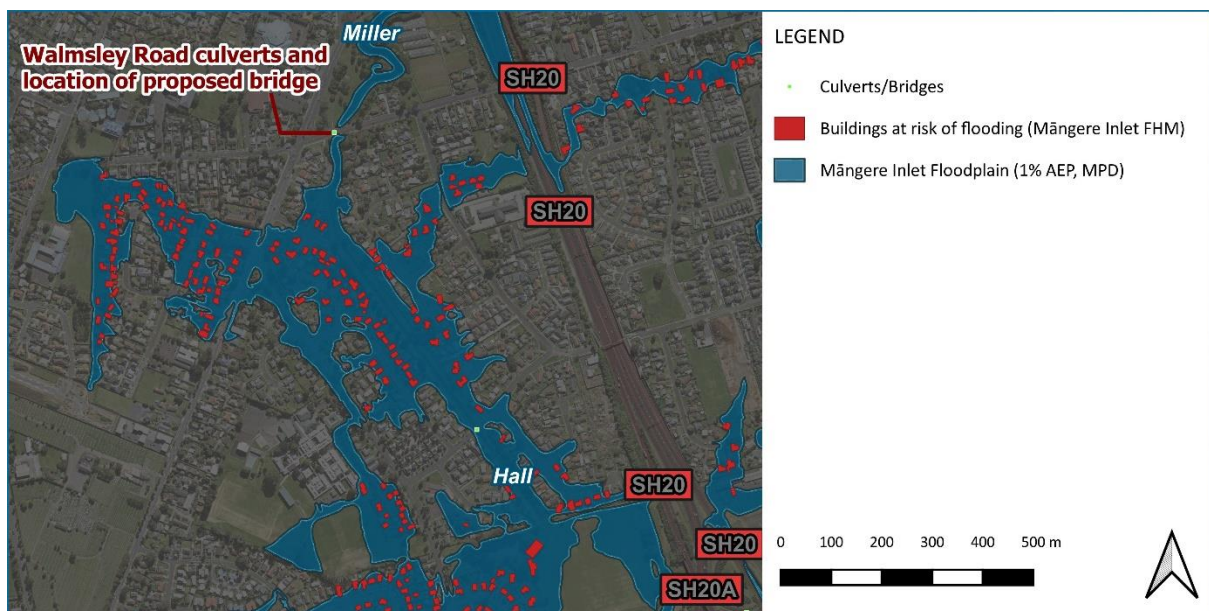 Miller
Walmsley Road culverts and
location of proposed bridge
SH20
SH20
Hall
SH20
SH20
SH20A
LEGEND
Culverts/Bridges
Buildings at risk of flooding (Māngere Inlet FHM)
Māngere Inlet Floodplain (1% AEP, MPD)
0 100 200 300 400 500 m